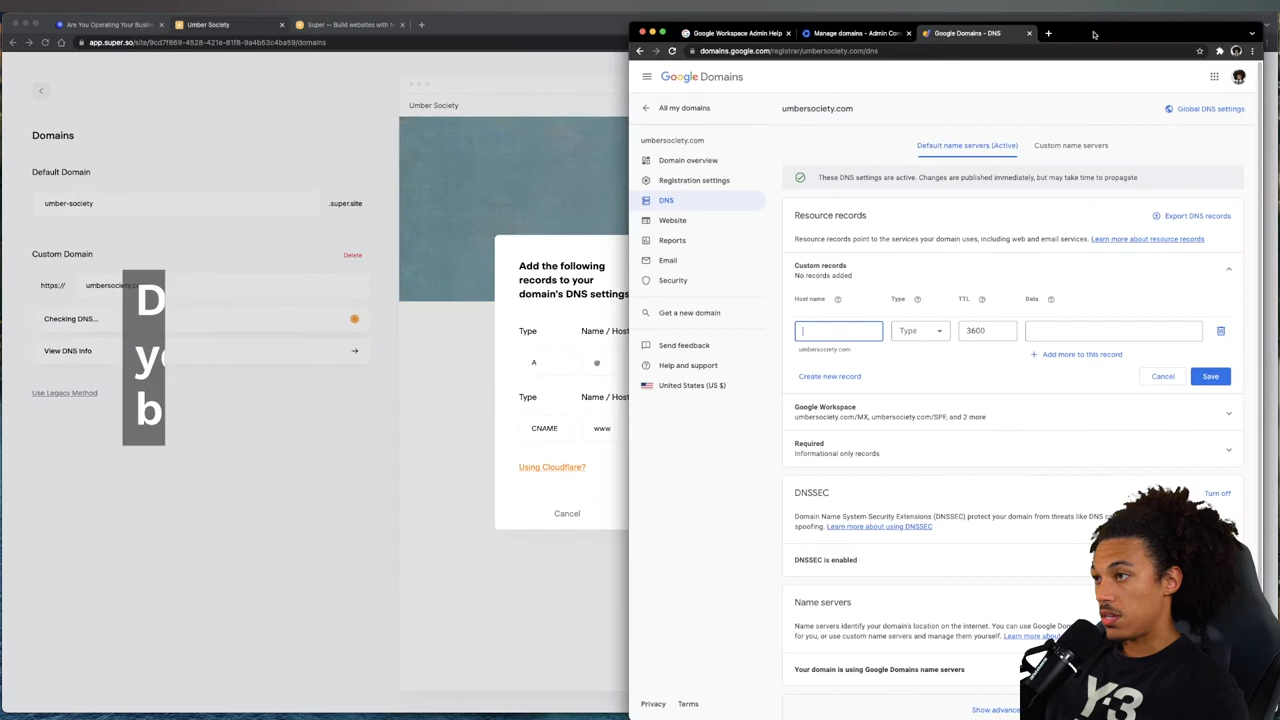 Are You Operating Your Busin
Umber Society
Super — Build websites with N
app.super.so/site/9cd7f869-4528-421e-81f8-9a4b53c4ba59/domains
Domains
Default Domain
umber-society
.super.site
Custom Domain
Delete
https://
umbersociety.c
Checking DNS...
View DNS Info
Use Legacy Method
D
y
b
Umber Society
Add the following
records to your
domain's DNS settings
Type
Name / Host
A
@
Type
Name / Host
CNAME
www
Using Cloudflare?
Cancel
Google Workspace Admin Help
Manage domains - Admin Con
Google Domains - DNS
domains.google.com/registrar/umbersociety.com/dns
Google Domains
All my domains
umbersociety.com
Domain overview
Registration settings
DNS
Website
Reports
Email
Security
Get a new domain
Send feedback
Help and support
United States (US $)
Privacy
Terms
umbersociety.com
Global DNS settings
Default name servers (Active)
Custom name servers
These DNS settings are active. Changes are published immediately, but may take time to propagate
Resource records
Export DNS records
Resource records point to the services your domain uses, including web and email services. Learn more about resource records
Custom records
No records added
Host name
Type
TTL
Data
Type
3600
umbersociety.com
Add more to this record
Create new record
Cancel
Save
Google Workspace
umbersociety.com/MX, umbersociety.com/SPF, and 2 more
Required
Informational only records
DNSSEC
Turn off
Domain Name System Security Extensions (DNSSEC) protect your domain from threats like DNS
spoofing. Learn more about using DNSSEC
DNSSEC is enabled
Name servers
Name servers identify your domain's location on the internet. You can use Google Dom
for you, or use custom name servers and manage them yourself. Learn more about
Your domain is using Google Domains name servers
Show advance
Y-3